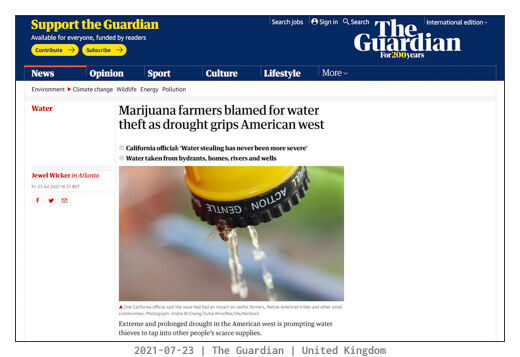 Support the Guardian
Available for everyone, funded by readers
Contribute
Subscribe
Search jobs
Sign in
Search
International edition
The
Guardian
For 200 years
News
Opinion
Sport
Culture
Lifestyle
More
Environment
Climate change
Wildlife
Energy
Pollution
Water
Marijuana farmers blamed for water
theft as drought grips American west
California official: ‘Water stealing has never been more severe’
Water taken from hydrants, homes, rivers and wells
Jewel Wicker in Atlanta
Fri 23 Jul 2021 16.57 BST
GENTLE ACTION
One California official said the issue had had an impact on lawful farmers, Native American tribes and other small
communities. Photograph: Andre M Chang/Zuma Wire/Rex/Shutterstock
Extreme and prolonged drought in the American west is prompting water
thieves to tap into other people’s scarce supplies.
2021-07-23 | The Guardian | United Kingdom